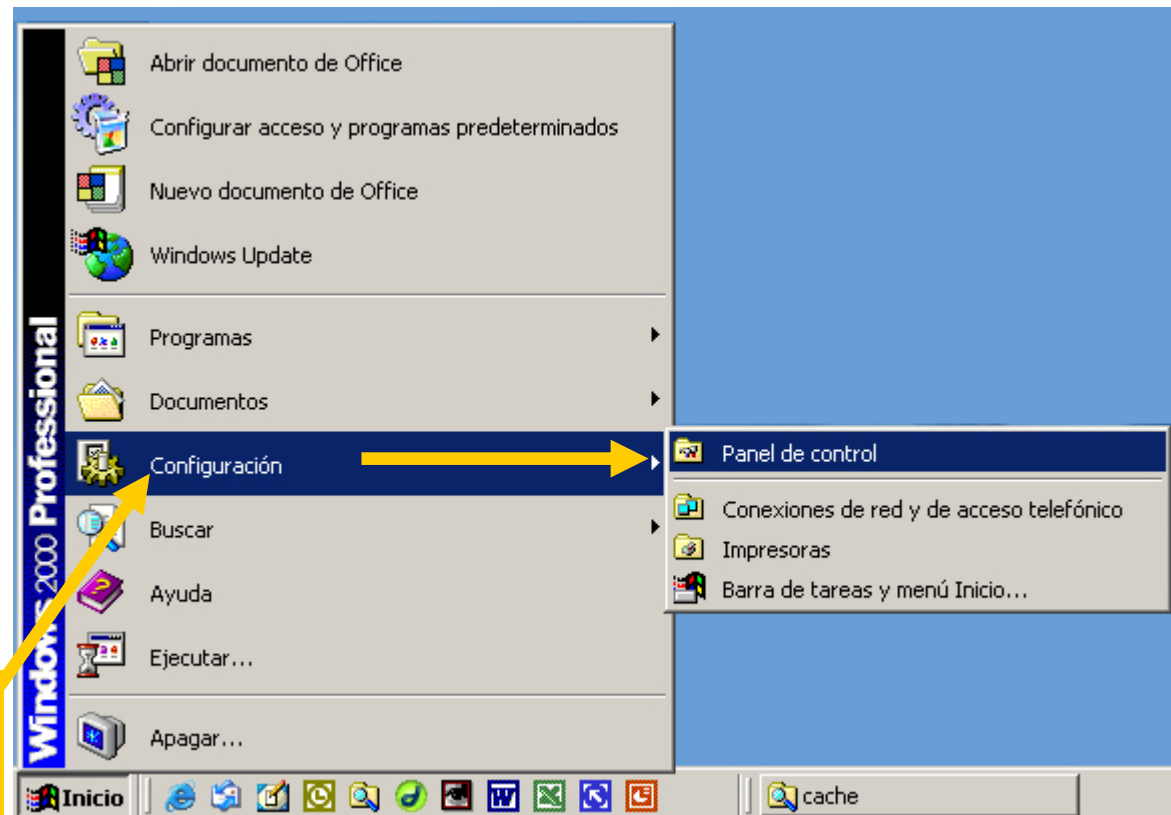 Abrir documento de Office
Configurar acceso y programas predeterminados
Nuevo documento de Office
Windows Update
Programas
Documentos
Configuración
Buscar
Ayuda
Ejecutar...
Apagar...
Windows 2000 Professional
Panel de control
Conexiones de red y de acceso telefónico
Impresoras
Barra de tareas y menú Inicio...
Inicio
cache